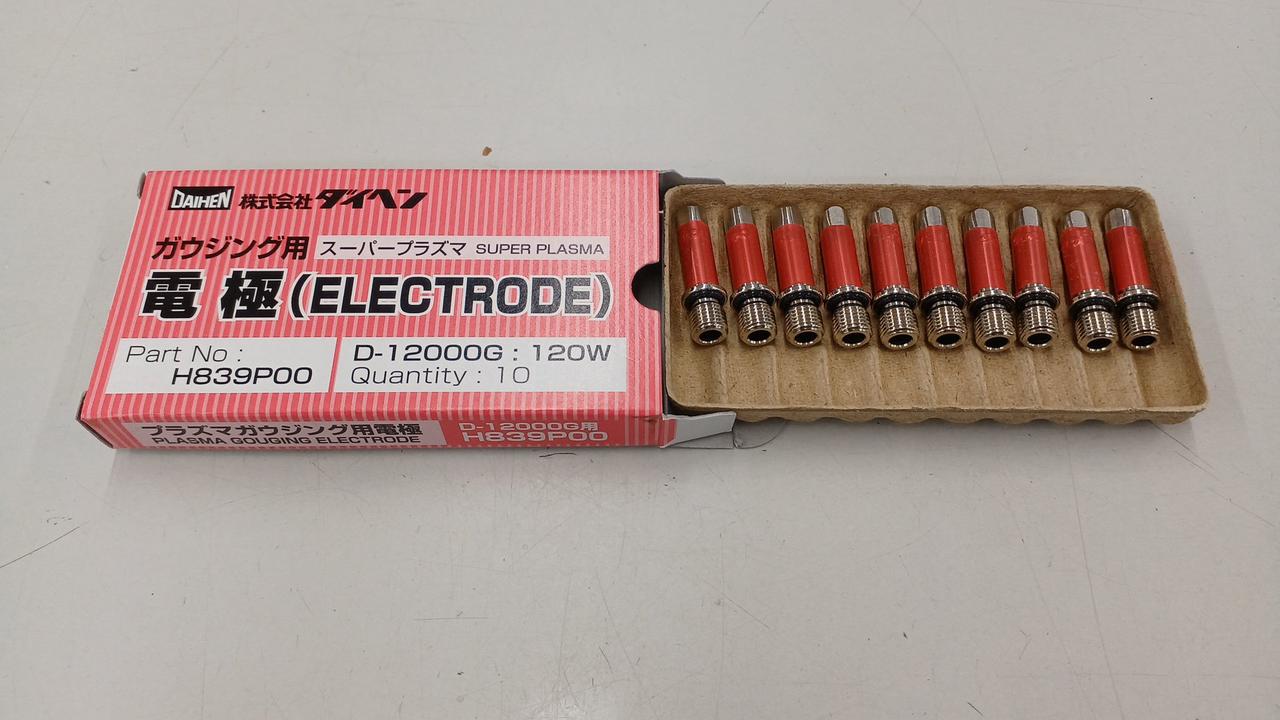 DAIHEN 株式会社 ダイヘン
ガウジング用 スーパープラズマ SUPER PLASMA
電極(ELECTRODE)
Part No :
H839P00
D-12000G : 120W
Quantity : 10
プラズマガウジング用電極
PLASMA GOUGING ELECTRODE
D-12000G用
H839P00